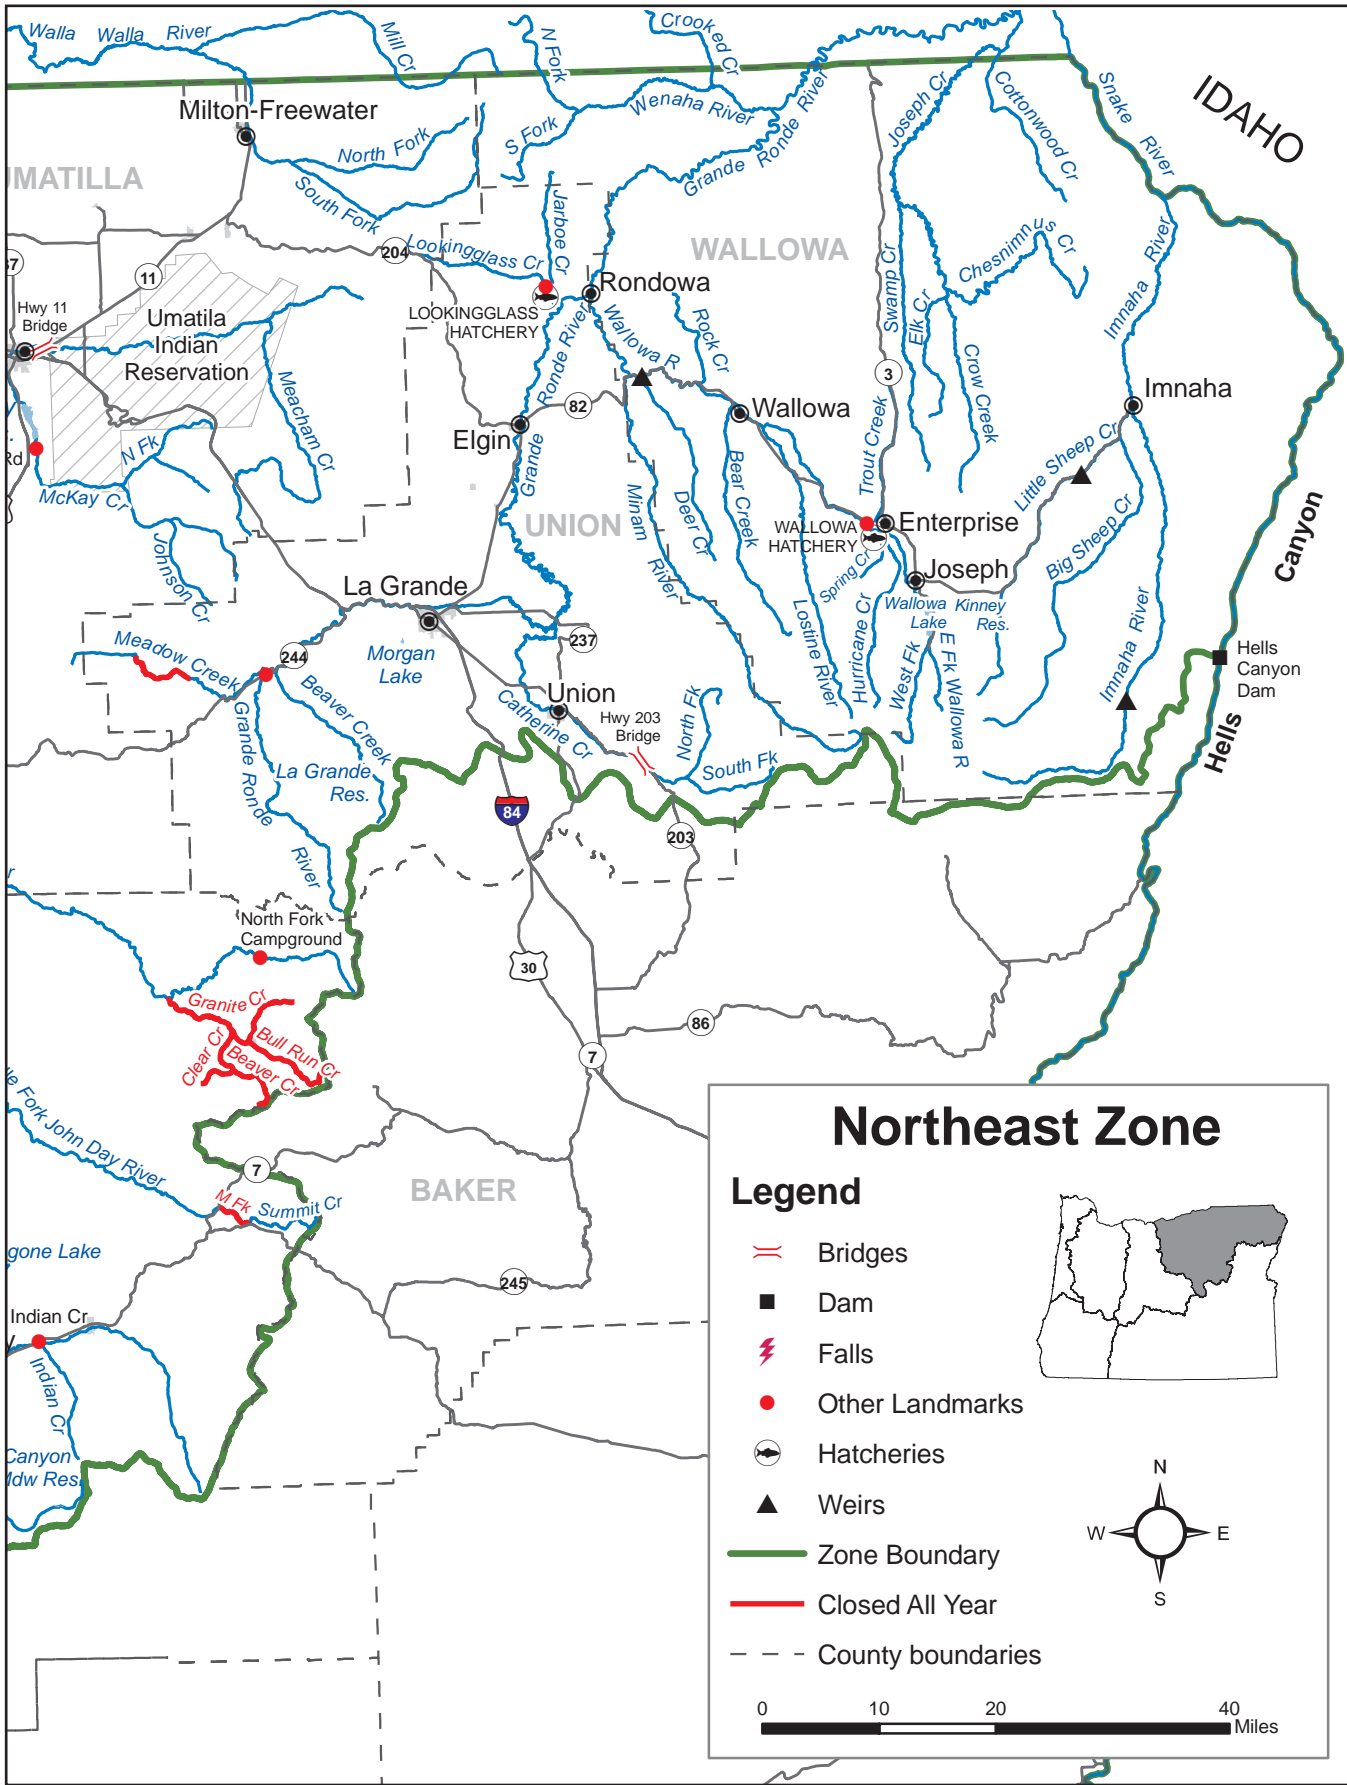 Walla Walla River
Mill Cr
N Fork
Crooked Cr
Wenaha River
S Fork
Grande Ronde River
Joseph Cr
Cottonwood Cr
Snake River
IDAHO
Milton-Freewater
North Fork
South Fork
UMATILLA
204
Lookingglass Cr
Jarboe Cr
WALLOWA
Rondowa
LOOKINGGLASS
HATCHERY
11
37
Hwy 11
Bridge
Umatila
Indian
Reservation
Meacham Cr
Wallowa R
Rock Cr
Swamp Cr
Elk Cr
Chesnimnus Cr
Crow Creek
Imnaha River
Imnaha
3
Ronde River
Grande
82
Elgin
Wallowa
Trout Creek
Little Sheep Cr
Big Sheep Cr
Rd
N Fk
McKay Cr
Johnson Cr
UNION
Minam River
Deer Cr
Bear Creek
WALLOWA
HATCHERY
Enterprise
Joseph
Spring Cr
Hurricane Cr
Lostine River
Wallowa
Lake
Kinney
Res.
West Fk
E Fk Wallowa R
Imnaha River
Hells
Canyon
Dam
Hells Canyon
La Grande
Morgan
Lake
237
244
Meadow Creek
Beaver Creek
Grande Ronde River
La Grande
Res.
Union
Catherine Cr
Hwy 203
Bridge
North Fk
South Fk
84
203
r
North Fork
Campground
30
Granite Cr
Clear Cr
Bull Run Cr
Beaver Cr
86
7
le Fork John Day River
7
M Fk
Summit Cr
BAKER
gone Lake
245
Indian Cr
y
Indian Cr
Canyon
Mdw Res.
Northeast Zone
Legend
Bridges
Dam
Falls
Other Landmarks
Hatcheries
Weirs
Zone Boundary
Closed All Year
County boundaries
N
W E
S
0 10 20 40
Miles